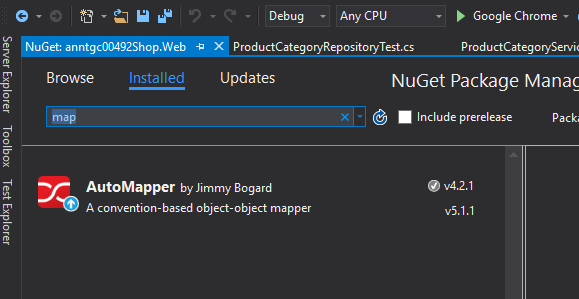 Debug Any CPU Google Chrome
NuGet: anntgc00492Shop.Web ProductCategoryRepositoryTest.cs ProductCategoryServi
Server Explorer
Toolbox
Test Explorer
Browse Installed Updates NuGet Package Manag
map Include prerelease Packa
AutoMapper by Jimmy Bogard v4.2.1
A convention-based object-object mapper v5.1.1